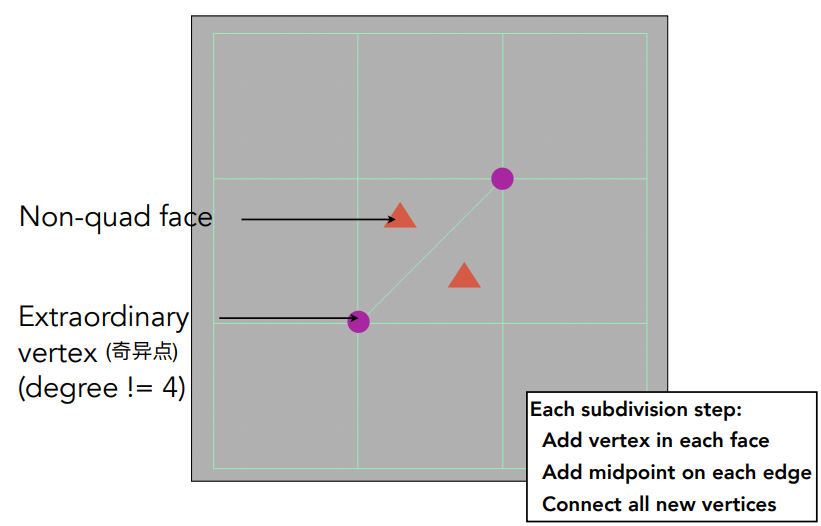 Non-quad face
Extraordinary
vertex (奇异点)
(degree != 4)
Each subdivision step:
Add vertex in each face
Add midpoint on each edge
Connect all new vertices